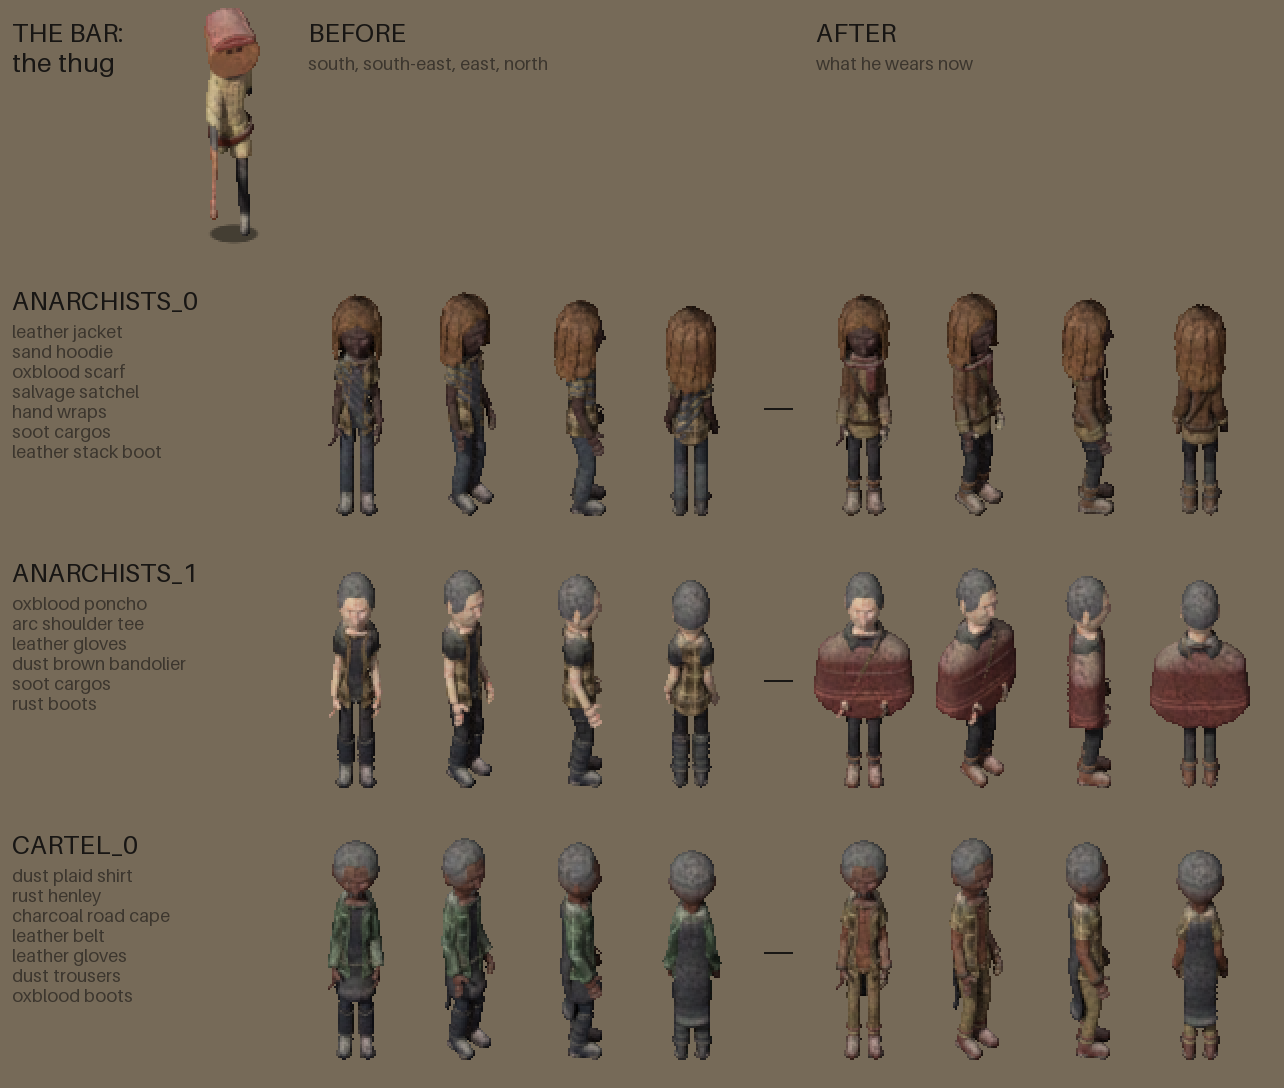 THE BAR:
the thug
BEFORE
south, south-east, east, north
AFTER
what he wears now
ANARCHISTS_0
leather jacket
sand hoodie
oxblood scarf
salvage satchel
hand wraps
soot cargos
leather stack boot
ANARCHISTS_1
oxblood poncho
arc shoulder tee
leather gloves
dust brown bandolier
soot cargos
rust boots
CARTEL_0
dust plaid shirt
rust henley
charcoal road cape
leather belt
leather gloves
dust trousers
oxblood boots